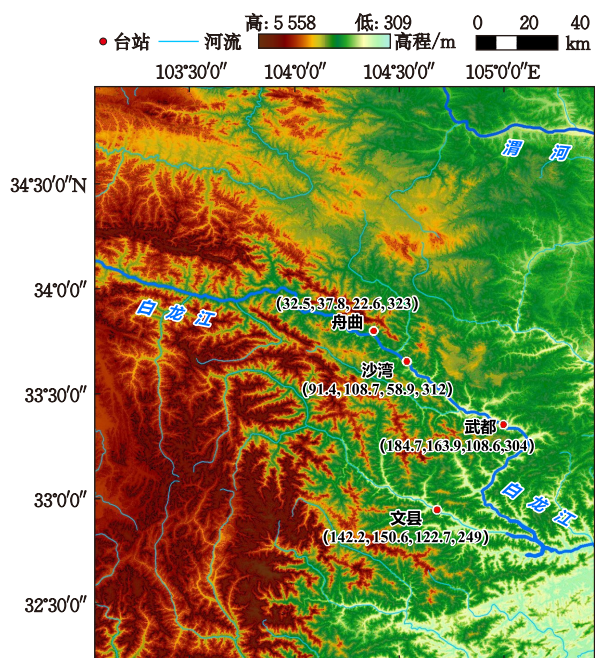 高: 5 558 低: 309
台站 河流 高程/m
0 20 40
km
103°30′0″ 104°0′0″ 104°30′0″ 105°0′0″E
渭河
34°30′0″N
34°0′0″
白龙江
(32.5, 37.8, 22.6, 323)
舟曲
沙湾
(91.4, 108.7, 58.9, 312)
33°30′0″
武都
(184.7,163.9,108.6,304)
33°0′0″
白龙江
文县
(142.2, 150.6, 122.7, 249)
32°30′0″